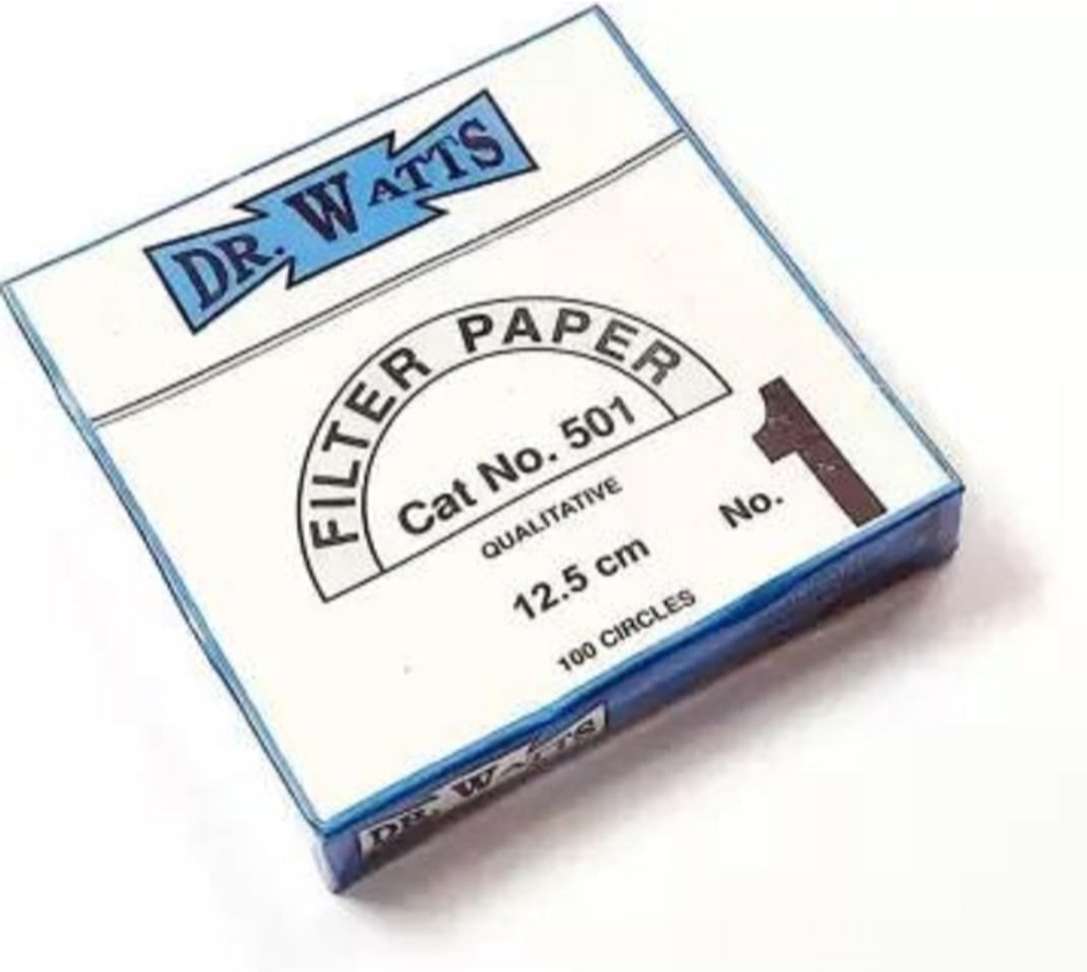 DR. WATTS
FILTER PAPER
Cat No. 501
QUALITATIVE
No. 1
12.5 cm
100 CIRCLES
DR. WATTS